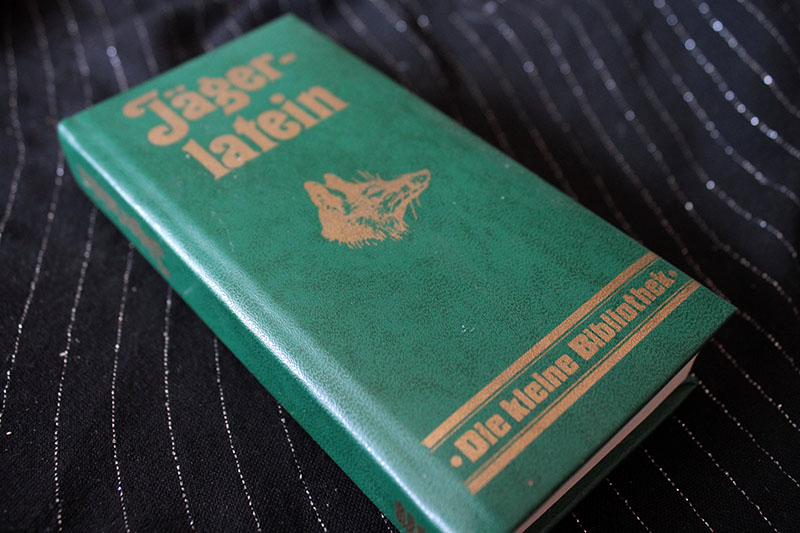 Jäger-
latein
•Die kleine Bibliothek•